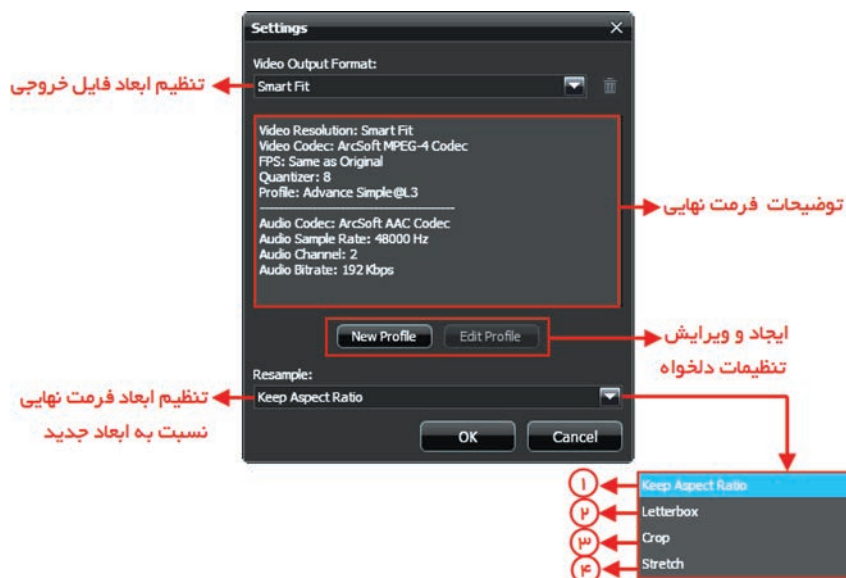 Settings
Video Output Format:
تنظیم ابعاد فایل خروجی
Smart Fit
Video Resolution: Smart Fit
Video Codec: ArcSoft MPEG-4 Codec
FPS: Same as Original
Quantizer: 8
Profile: Advance Simple@L3
Audio Codec: ArcSoft AAC Codec
Audio Sample Rate: 48000 Hz
Audio Channel: 2
Audio Bitrate: 192 Kbps
توضیحات فرمت نهایی
New Profile
Edit Profile
ایجاد و ویرایش
تنظیمات دلخواه
Resample:
Keep Aspect Ratio
تنظیم ابعاد فرمت نهایی
نسبت به ابعاد جدید
OK
Cancel
۱
Keep Aspect Ratio
۲
Letterbox
۳
Crop
۴
Stretch